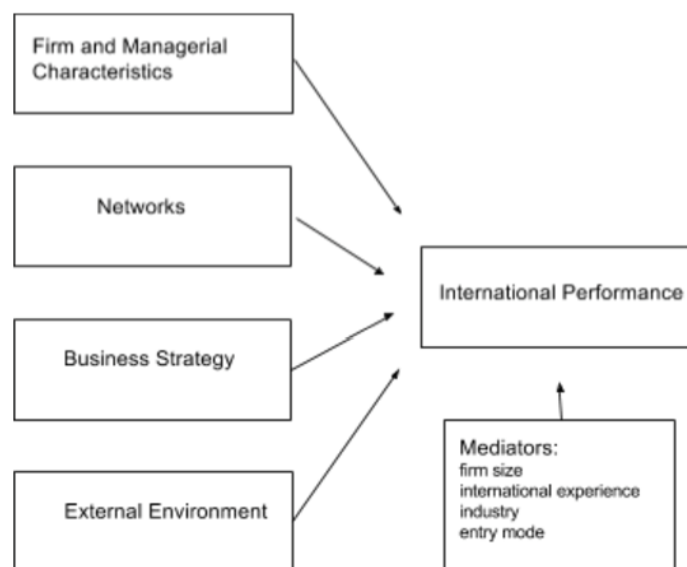 Firm and Managerial
Characteristics
Networks
International Performance
Business Strategy
Mediators:
firm size
international experience
industry
entry mode
External Environment